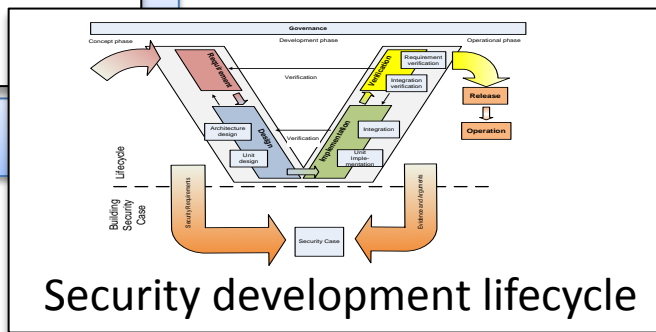 Governance
Concept phase
Development phase
Operational phase
Requirement
Verification
Requirement
verification
Integration
verification
Verification
Release
Operation
Architecture
design
Unit
design
Design
Verification
Implementation
Integration
Unit
Imple-
mentation
Lifecycle
Building
Security
Case
Security Requirements
Security Case
Evidence and Arguments
Security development lifecycle